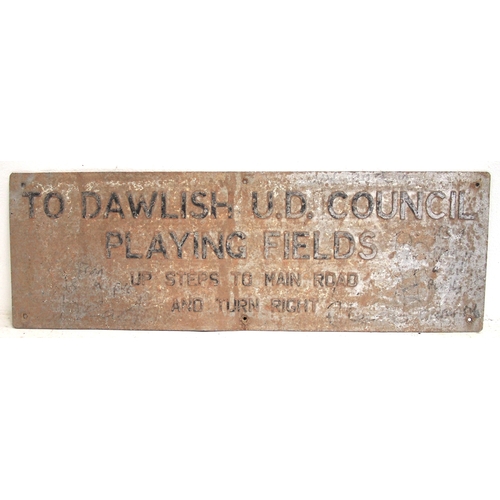 TO DAWLISH U.D. COUNCIL
PLAYING FIELDS
UP STEPS TO MAIN ROAD
AND TURN RIGHT